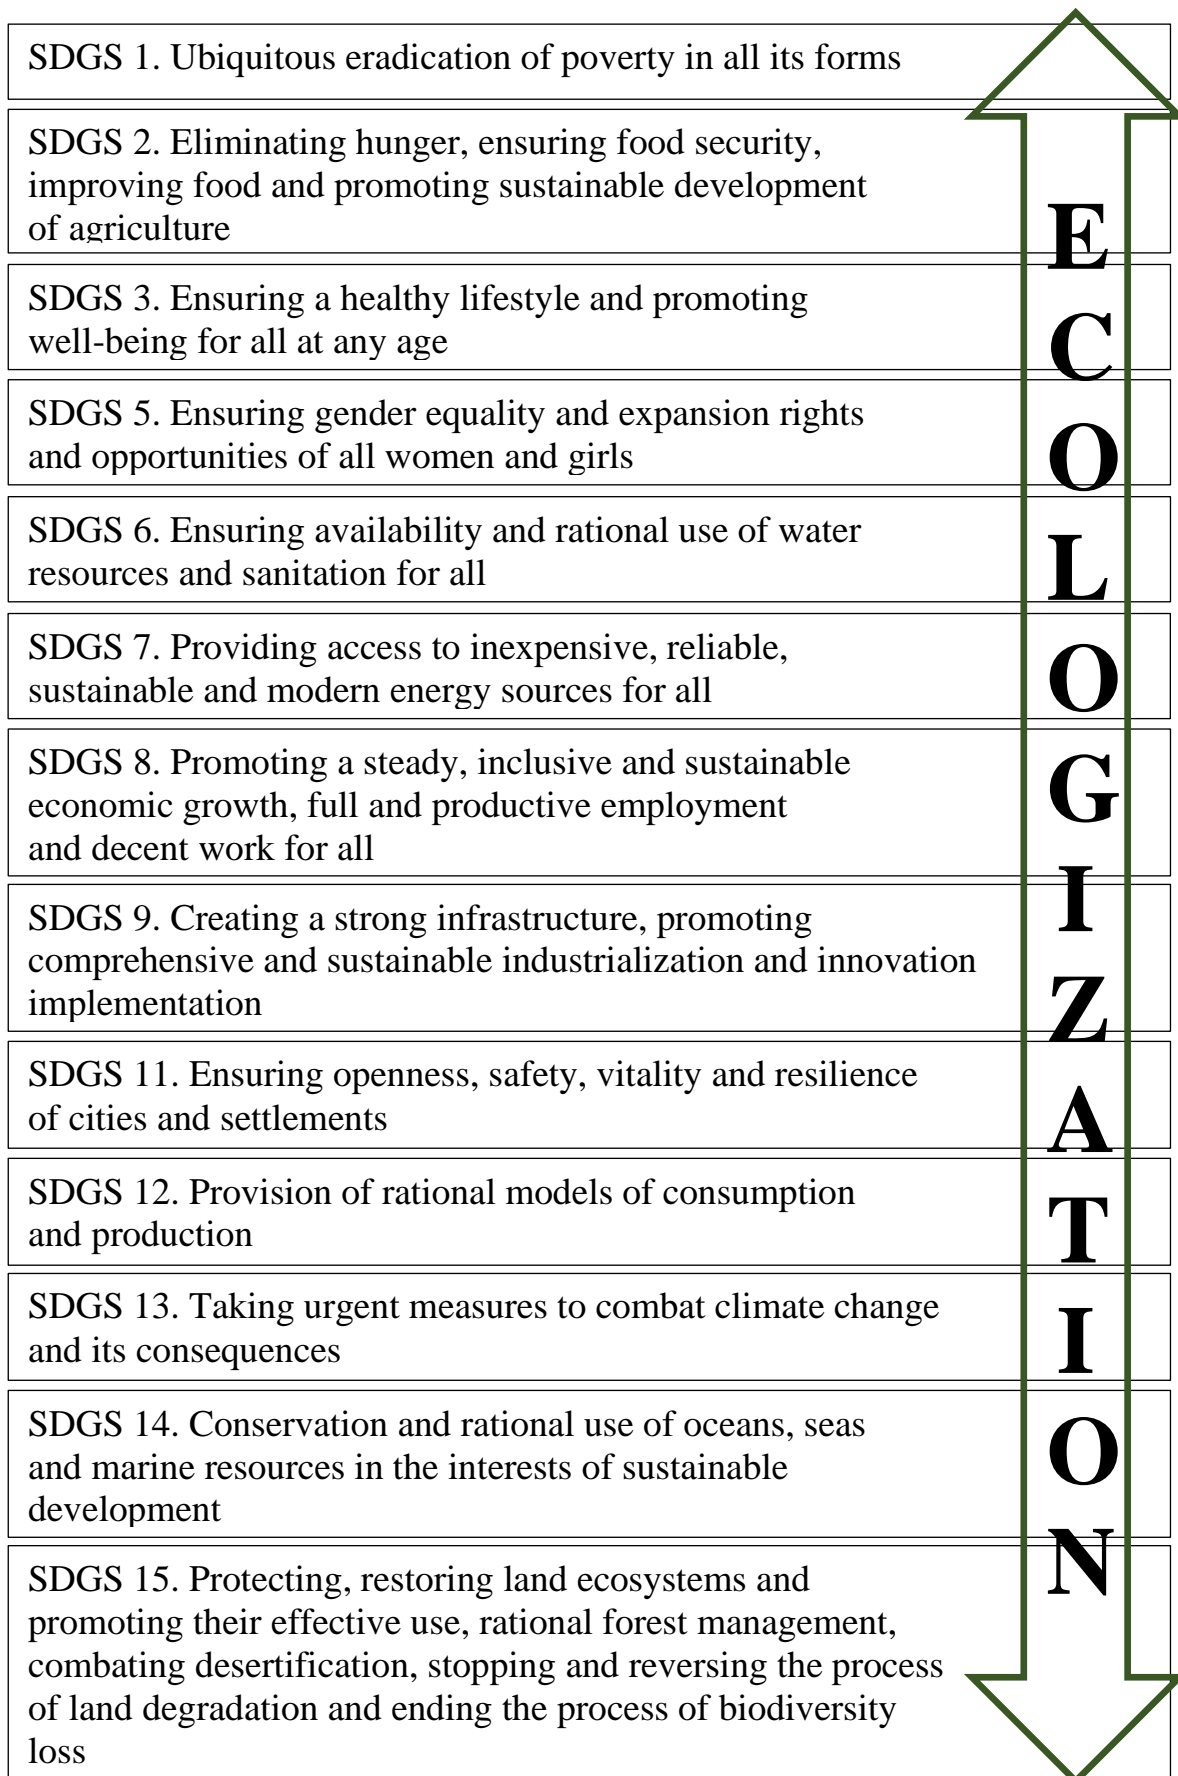 SDGS 1. Ubiquitous eradication of poverty in all its forms
SDGS 2. Eliminating hunger, ensuring food security,
improving food and promoting sustainable development
of agriculture
SDGS 3. Ensuring a healthy lifestyle and promoting
well-being for all at any age
SDGS 5. Ensuring gender equality and expansion rights
and opportunities of all women and girls
SDGS 6. Ensuring availability and rational use of water
resources and sanitation for all
SDGS 7. Providing access to inexpensive, reliable,
sustainable and modern energy sources for all
SDGS 8. Promoting a steady, inclusive and sustainable
economic growth, full and productive employment
and decent work for all
SDGS 9. Creating a strong infrastructure, promoting
comprehensive and sustainable industrialization and innovation
implementation
SDGS 11. Ensuring openness, safety, vitality and resilience
of cities and settlements
SDGS 12. Provision of rational models of consumption
and production
SDGS 13. Taking urgent measures to combat climate change
and its consequences
SDGS 14. Conservation and rational use of oceans, seas
and marine resources in the interests of sustainable
development
SDGS 15. Protecting, restoring land ecosystems and
promoting their effective use, rational forest management,
combating desertification, stopping and reversing the process
of land degradation and ending the process of biodiversity
loss
ECOLOGIZATION